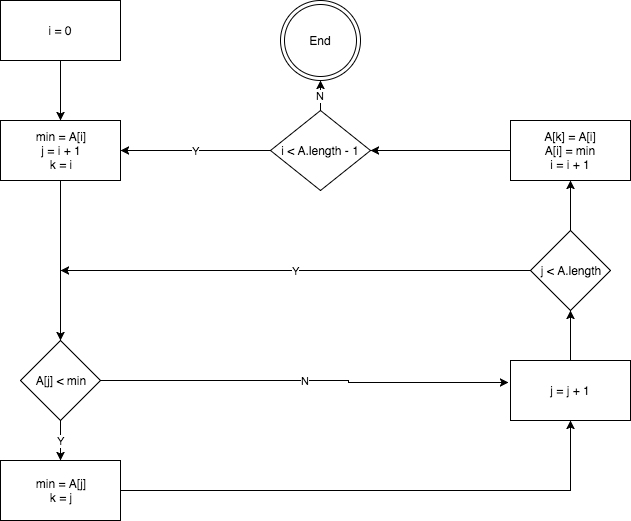 i = 0
End
N
min = A[i]
j = i + 1
k = i
Y
i < A.length - 1
A[k] = A[i]
A[i] = min
i = i + 1
Y
j < A.length
A[j] < min
N
j = j + 1
Y
min = A[j]
k = j